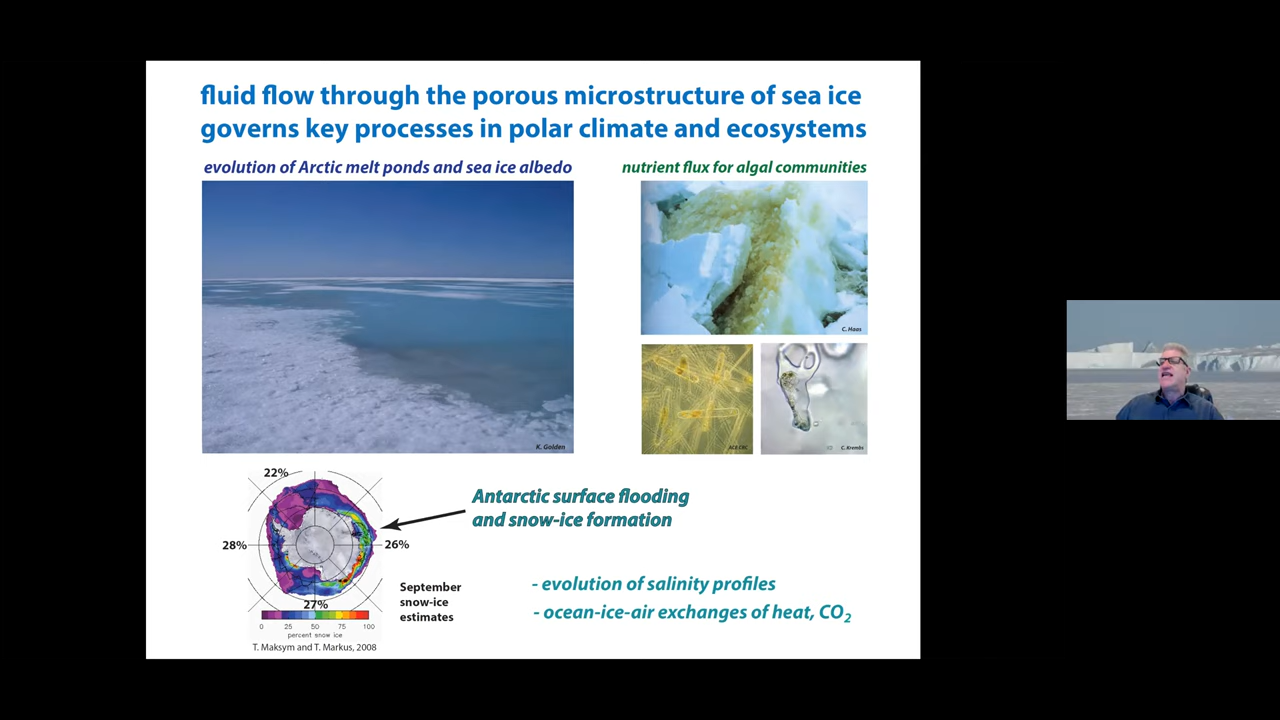 fluid flow through the porous microstructure of sea ice
governs key processes in polar climate and ecosystems
evolution of Arctic melt ponds and sea ice albedo
nutrient flux for algal communities
K. Golden
C. Haas
ACE CRC
C. Krembs
22%
28%
26%
27%
0 25 50 75 100
percent snow ice
T. Maksym and T. Markus, 2008
September
snow-ice
estimates
Antarctic surface flooding
and snow-ice formation
- evolution of salinity profiles
- ocean-ice-air exchanges of heat, CO₂